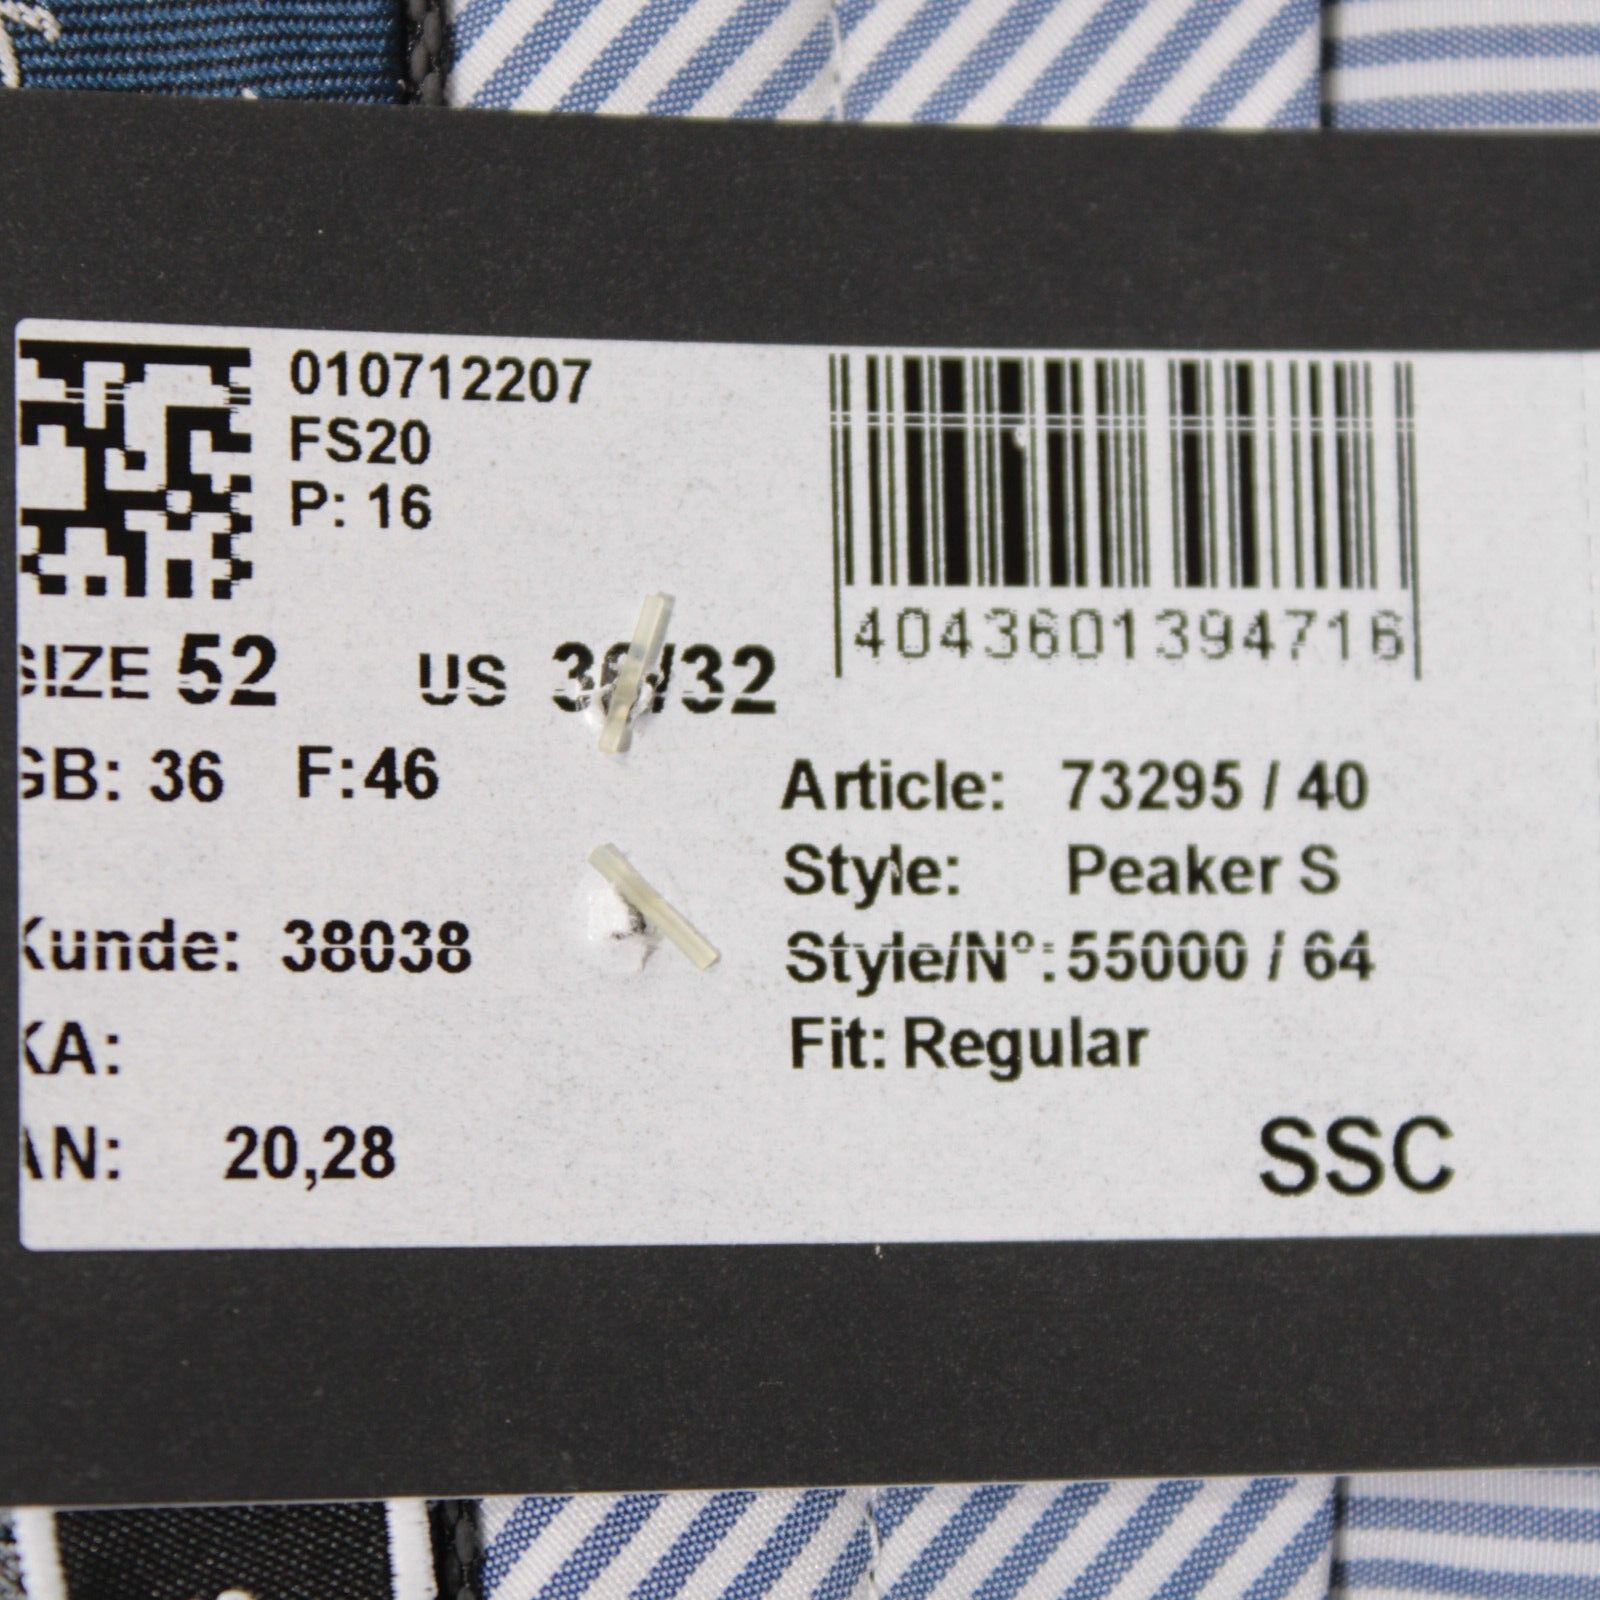 010712207
FS20
P: 16
4043601394716
SIZE 52 US /32
GB: 36 F:46
Article: 73295 / 40
Style: Peaker S
Kunde: 38038
Style/N°: 55000 / 64
KA:
Fit: Regular
AN: 20,28
SSC